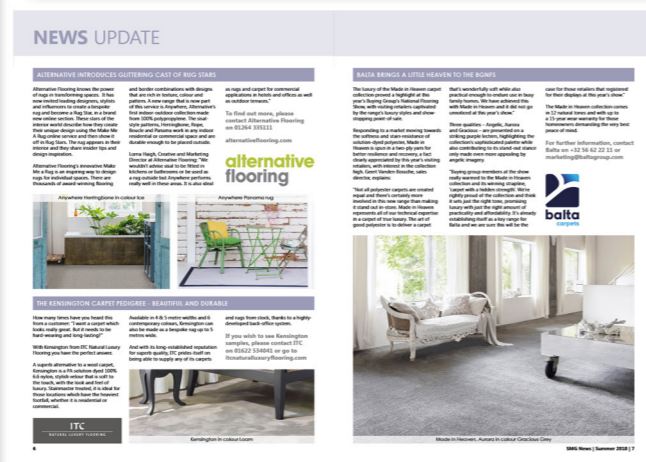 NEWS UPDATE
ALTERNATIVE INTRODUCES GLITTERING CAST OF RUG STARS
Alternative Flooring knows the power
of rugs in transforming spaces. It has
now invited leading designers, stylists
and influencers to create a bespoke
rug and become a Rug Star, in a brand
new online section. These stars of the
interior world describe how they create
their unique design using the Make Me
A Rug online service and then show it
off in Rug Stars. The rug appears in their
interior and they share insider tips and
design inspiration.
Alternative Flooring's innovative Make
Me a Rug is an inspiring way to design
rugs for individual spaces. There are
thousands of award-winning flooring
and border combinations with designs
that are rich in texture, colour and
pattern. A new range that is now part
of this service is Anywhere, Alternative's
first indoor-outdoor collection made
from 100% polypropylene. The sisal-
style patterns, Herringbone, Rope,
Boucle and Panama work in any indoor
residential or commercial space and are
durable enough to be placed outside.
Lorna Haigh, Creative and Marketing
Director at Alternative Flooring: "We
wouldn't advise sisal to be fitted in
kitchens or bathrooms or be used as
a rug outside but Anywhere performs
really well in these areas. It is also ideal
as rugs and carpet for commercial
applications in hotels and offices as well
as outdoor terraces."
To find out more, please
contact Alternative Flooring
on 01264 335111
alternativeflooring.com
alternative
flooring
Anywhere Herringbone in colour Ice
Anywhere Panama rug
THE KENSINGTON CARPET PEDIGREE - BEAUTIFUL AND DURABLE
How many times have you heard this
from a customer: "I want a carpet which
looks really great. But it needs to be
hard-wearing and long-lasting!"
With Kensington from ITC Natural Luxury
Flooring you have the perfect answer.
A superb alternative to a wool carpet,
Kensington is a PA solution dyed 100%
6.6 nylon, stylish velour that is soft to
the touch, with the look and feel of
luxury. Stainmaster treated, it is ideal for
those locations which have the heaviest
footfall, whether it is residential or
commercial.
Available in 4 & 5 metre widths and 6
contemporary colours, Kensington can
also be made as a bespoke rug up to 5
metres wide.
And with its long-established reputation
for superb quality, ITC prides itself on
being able to supply any of its carpets
and rugs from stock, thanks to a highly-
developed back-office system.
If you wish to see Kensington
samples, please contact ITC
on 01622 534041 or go to
itcnaturalluxuryflooring.com
ITC
NATURAL LUXURY FLOORING
Kensington in colour Loam
6
BALTA BRINGS A LITTLE HEAVEN TO THE BGNFS
The luxury of the Made in Heaven carpet
collection proved a highlight at this
year's Buying Group's National Flooring
Show, with visiting retailers captivated
by the range's luxury styles and show-
stopping point-of-sale.
Responding to a market moving towards
the softness and stain-resistance of
solution-dyed polyester, Made in
Heaven is spun in a two-ply yarn for
better resilience and recovery, a fact
clearly appreciated by this year's visiting
retailers, with interest in the collection
high. Geert Vanden Bossche, sales
director, explains:
"Not all polyester carpets are created
equal and there's certainly more
involved in this new range than making
it stand out in-store. Made in Heaven
represents all of our technical expertise
in a carpet of true luxury. The art of
good polyester is to deliver a carpet
that's wonderfully soft while also
practical enough to endure use in busy
family homes. We have achieved this
with Made in Heaven and it did not go
unnoticed at this year's show."
Three qualities – Angelic, Aurora
and Gracious – are presented on a
striking purple lectern, highlighting the
collection's sophisticated palette while
also contributing to its stand-out stance
only made even more appealing by
angelic imagery.
"Buying group members at the show
really warmed to the Made in Heaven
collection and its winning strapline,
'carpet with a hidden strength'. We're
rightly proud of the collection and think
it was just the right tone, promising
luxury with just the right amount of
practicality and affordability. It's already
establishing itself as a key range for
Balta and we are sure this will be the
case for those retailers that registered
for their displays at this year's show."
The Made in Heaven collection comes
in 12 natural tones and with up to
a 15-year wear warranty for those
homeowners demanding the very best
peace of mind.
For further information, contact
Balta on +32 56 62 22 11 or
marketing@baltagroup.com
balta
carpets
Made in Heaven, Aurora in colour Gracious Grey
SMG News | Summer 2018 | 7